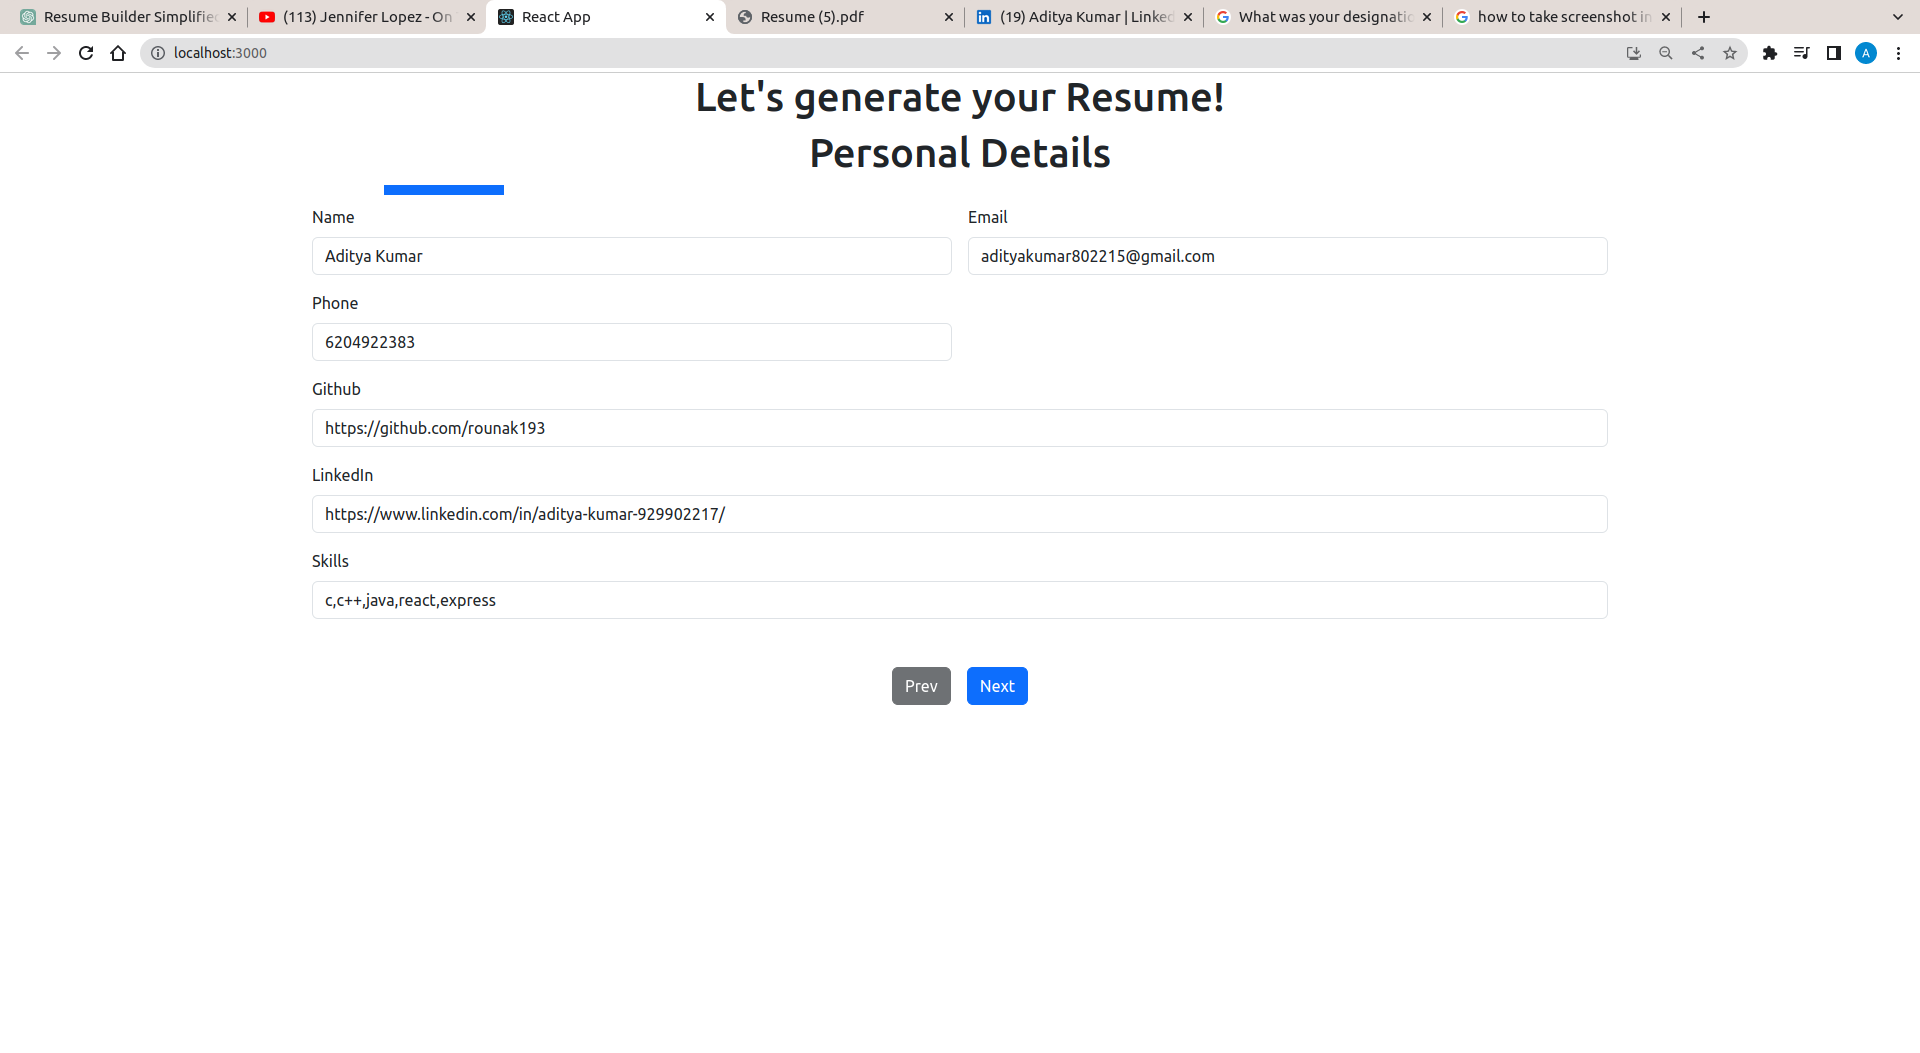 Resume Builder Simplified
(113) Jennifer Lopez - On
React App
Resume (5).pdf
(19) Aditya Kumar | Linked
What was your designatio
how to take screenshot in
localhost:3000
A
Let's generate your Resume!
Personal Details
Name
Email
Aditya Kumar
adityakumar802215@gmail.com
Phone
6204922383
Github
https://github.com/rounak193
LinkedIn
https://www.linkedin.com/in/aditya-kumar-929902217/
Skills
c,c++,java,react,express
Prev
Next